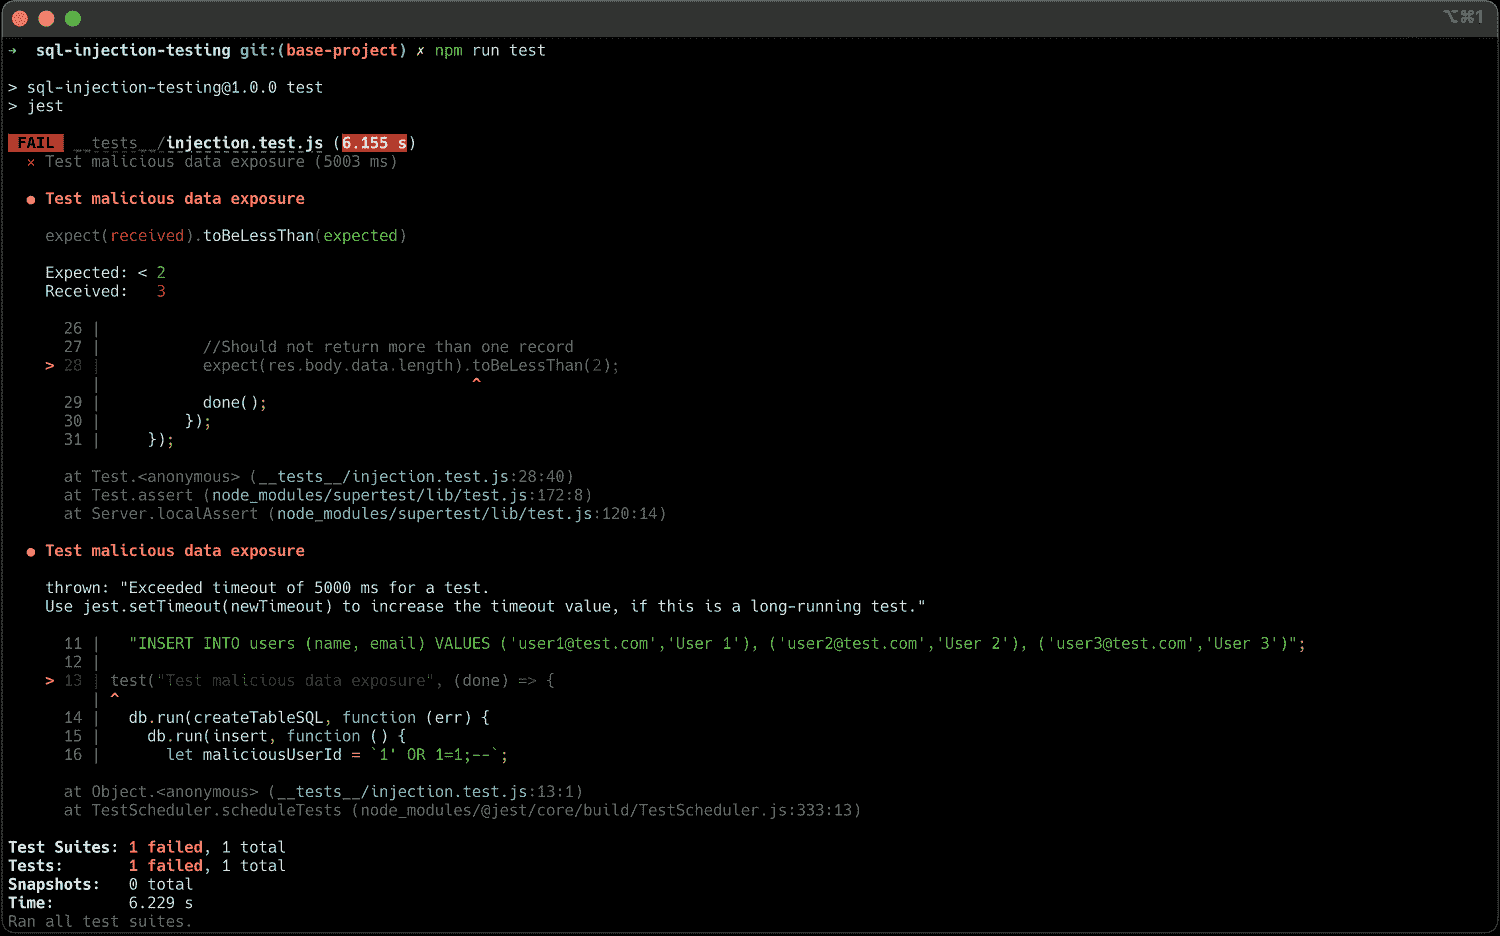 ⌥⌘1
➜  sql-injection-testing git:(base-project) ✗ npm run test
> sql-injection-testing@1.0.0 test
> jest
FAIL  __tests__/injection.test.js (6.155 s)
✕ Test malicious data exposure (5003 ms)
● Test malicious data exposure
expect(received).toBeLessThan(expected)
Expected: < 2
Received:   3
26 |
27 |           //Should not return more than one record
> 28 |           expect(res.body.data.length).toBeLessThan(2);
|                                        ^
29 |           done();
30 |         });
31 |     });
at Test.<anonymous> (__tests__/injection.test.js:28:40)
at Test.assert (node_modules/supertest/lib/test.js:172:8)
at Server.localAssert (node_modules/supertest/lib/test.js:120:14)
● Test malicious data exposure
thrown: "Exceeded timeout of 5000 ms for a test.
Use jest.setTimeout(newTimeout) to increase the timeout value, if this is a long-running test."
11 |   "INSERT INTO users (name, email) VALUES ('user1@test.com','User 1'), ('user2@test.com','User 2'), ('user3@test.com','User 3')";
12 |
> 13 | test("Test malicious data exposure", (done) => {
| ^
14 |   db.run(createTableSQL, function (err) {
15 |     db.run(insert, function () {
16 |       let maliciousUserId = `1' OR 1=1;--`;
at Object.<anonymous> (__tests__/injection.test.js:13:1)
at TestScheduler.scheduleTests (node_modules/@jest/core/build/TestScheduler.js:333:13)
Test Suites: 1 failed, 1 total
Tests:       1 failed, 1 total
Snapshots:   0 total
Time:        6.229 s
Ran all test suites.